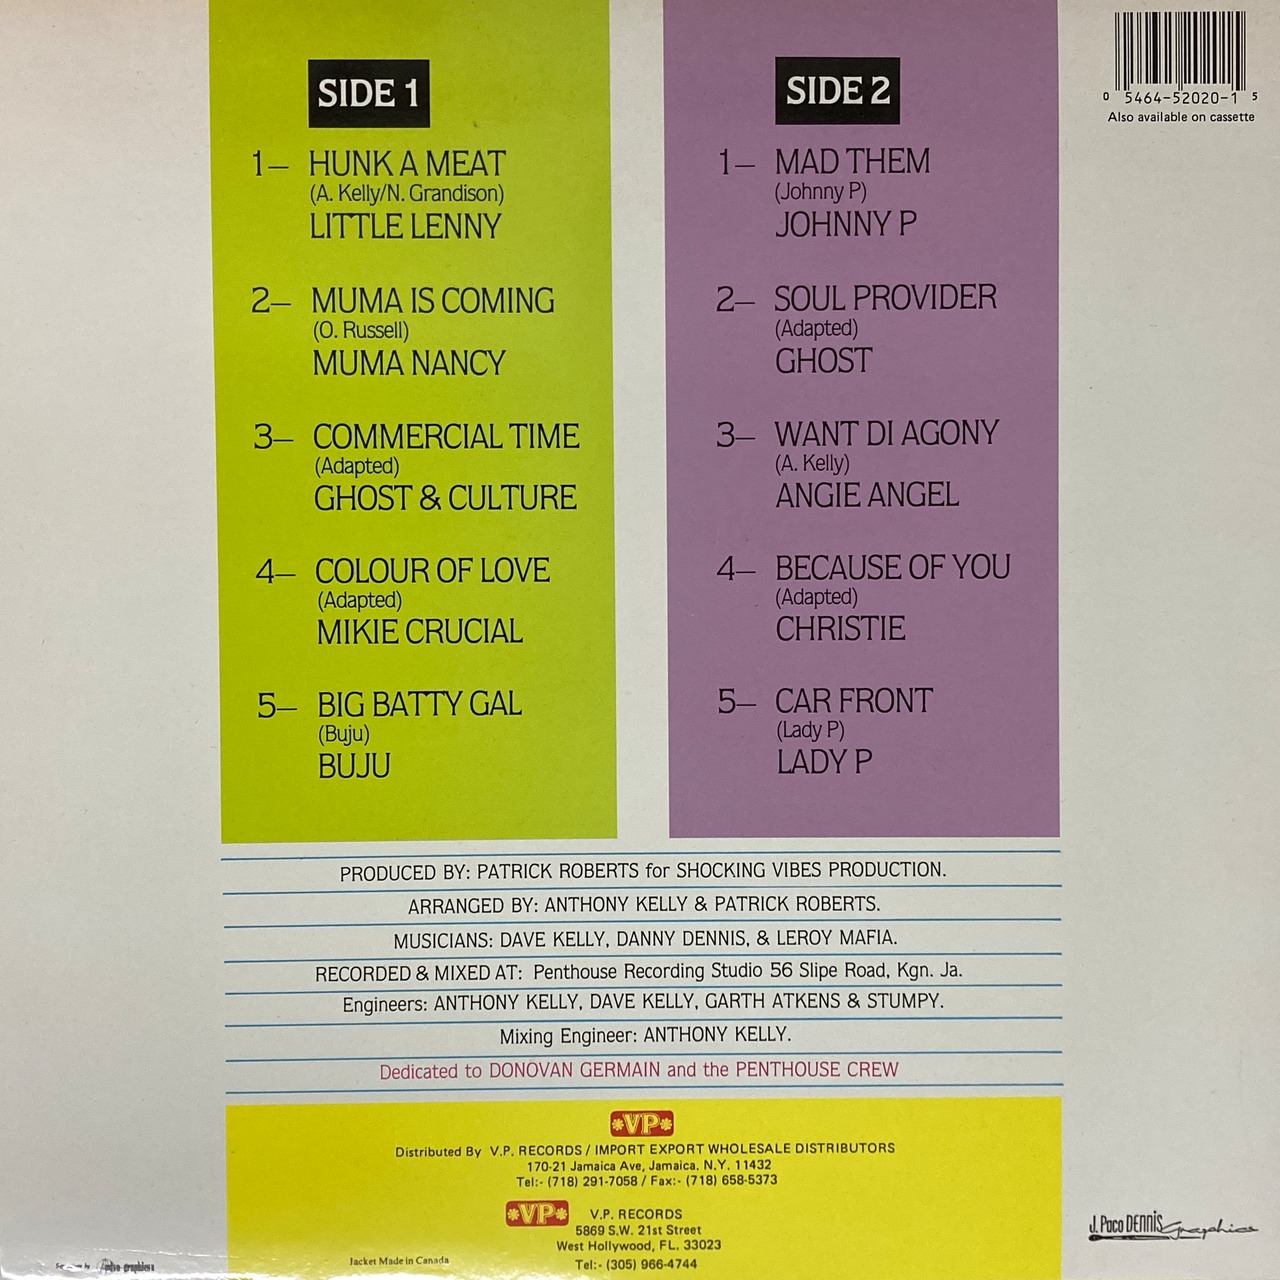 SIDE 1
1— HUNK A MEAT
(A. Kelly/N. Grandison)
LITTLE LENNY
2— MUMA IS COMING
(O. Russell)
MUMA NANCY
3— COMMERCIAL TIME
(Adapted)
GHOST & CULTURE
4— COLOUR OF LOVE
(Adapted)
MIKIE CRUCIAL
5— BIG BATTY GAL
(Buju)
BUJU
SIDE 2
1— MAD THEM
(Johnny P)
JOHNNY P
2— SOUL PROVIDER
(Adapted)
GHOST
3— WANT DI AGONY
(A. Kelly)
ANGIE ANGEL
4— BECAUSE OF YOU
(Adapted)
CHRISTIE
5— CAR FRONT
(Lady P)
LADY P
0 5464-52020-1 5
Also available on cassette
PRODUCED BY: PATRICK ROBERTS for SHOCKING VIBES PRODUCTION.
ARRANGED BY: ANTHONY KELLY & PATRICK ROBERTS.
MUSICIANS: DAVE KELLY, DANNY DENNIS, & LEROY MAFIA.
RECORDED & MIXED AT: Penthouse Recording Studio 56 Slipe Road, Kgn. Ja.
Engineers: ANTHONY KELLY, DAVE KELLY, GARTH ATKENS & STUMPY.
Mixing Engineer: ANTHONY KELLY.
Dedicated to DONOVAN GERMAIN and the PENTHOUSE CREW
VP
Distributed By V.P. RECORDS / IMPORT EXPORT WHOLESALE DISTRIBUTORS
170-21 Jamaica Ave, Jamaica. N.Y. 11432
Tel:- (718) 291-7058 / Fax:- (718) 658-5373
VP
V.P. RECORDS
5869 S.W. 21st Street
West Hollywood, FL. 33023
Tel:- (305) 966-4744
Jacket Made in Canada
J. Paco DENNIS Graphics